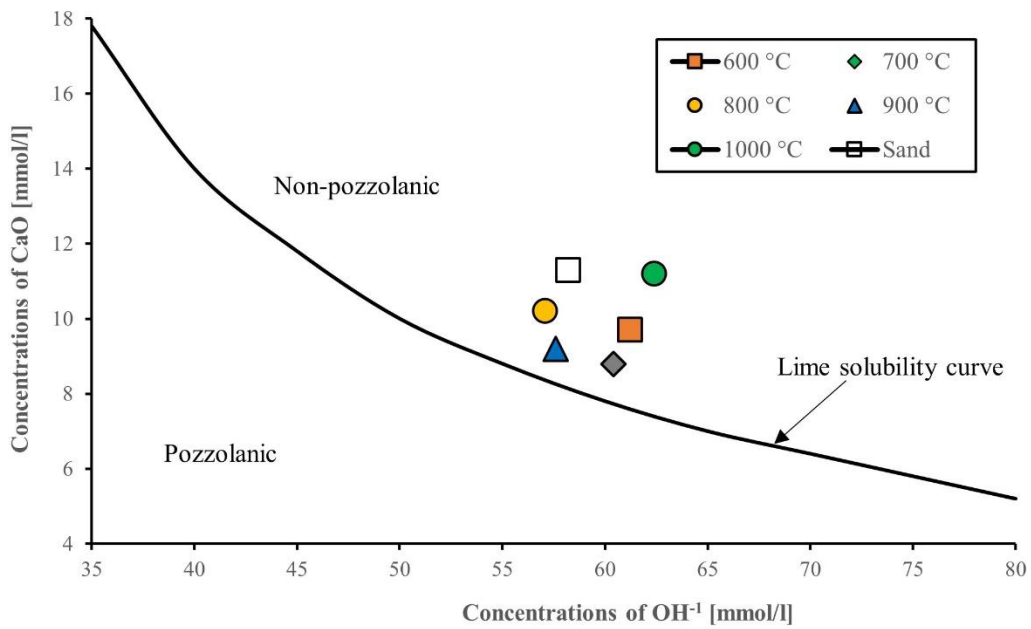 Concentrations of CaO [mmol/l]
18
16
14
12
10
8
6
4
600 °C
700 °C
800 °C
900 °C
1000 °C
Sand
Non-pozzolanic
Lime solubility curve
Pozzolanic
35 40 45 50 55 60 65 70 75 80
Concentrations of OH⁻¹ [mmol/l]